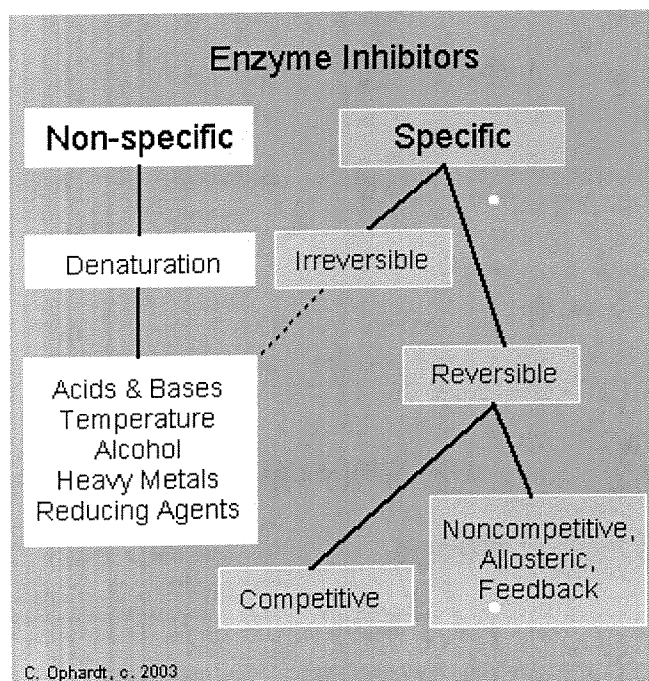 Enzyme Inhibitors
Non-specific
Specific
Denaturation
Irreversible
Acids & Bases
Temperature
Alcohol
Heavy Metals
Reducing Agents
Reversible
Competitive
Noncompetitive,
Allosteric,
Feedback
C. Ophardt, c. 2003